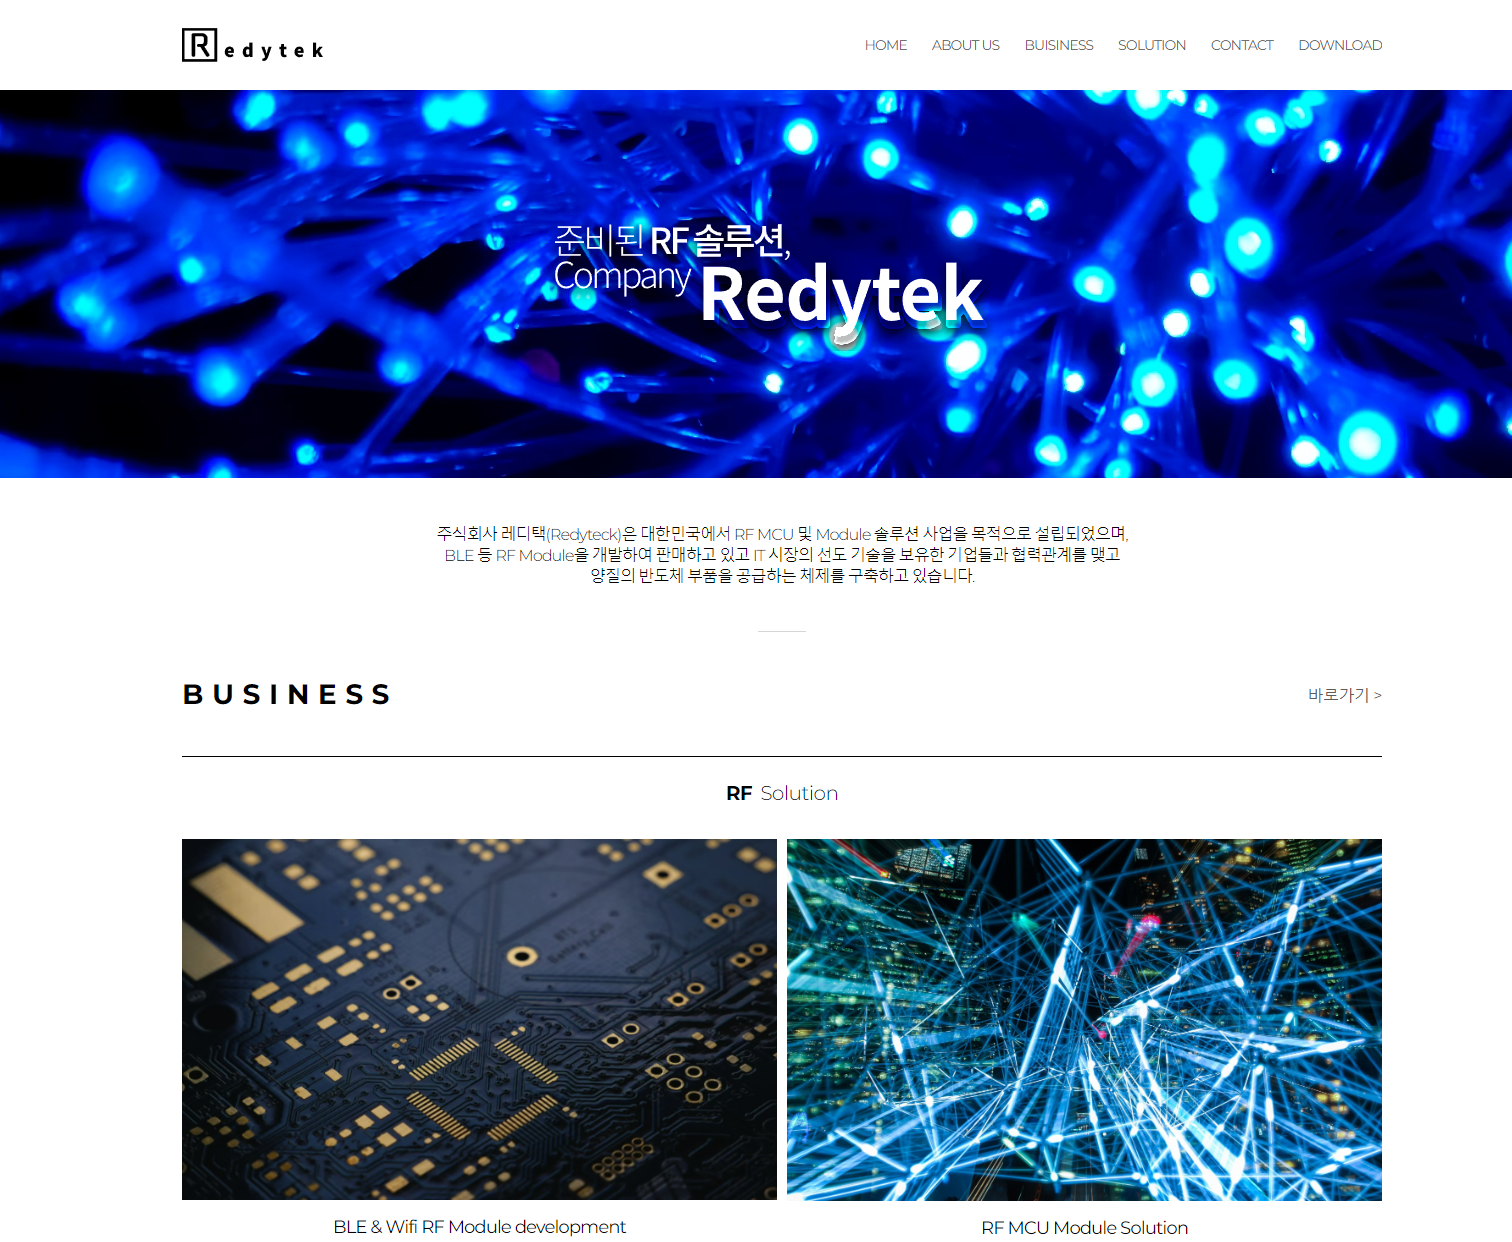 Redytek
HOME ABOUT US BUISINESS SOLUTION CONTACT DOWNLOAD
준비된 RF 솔루션,
Company Redytek
주식회사 레디택(Redyteck)은 대한민국에서 RF MCU 및 Module 솔루션 사업을 목적으로 설립되었으며,
BLE 등 RF Module을 개발하여 판매하고 있고 IT 시장의 선도 기술을 보유한 기업들과 협력관계를 맺고
양질의 반도체 부품을 공급하는 체제를 구축하고 있습니다.
BUSINESS
바로가기 >
RF Solution
BLE & Wifi RF Module development
RF MCU Module Solution